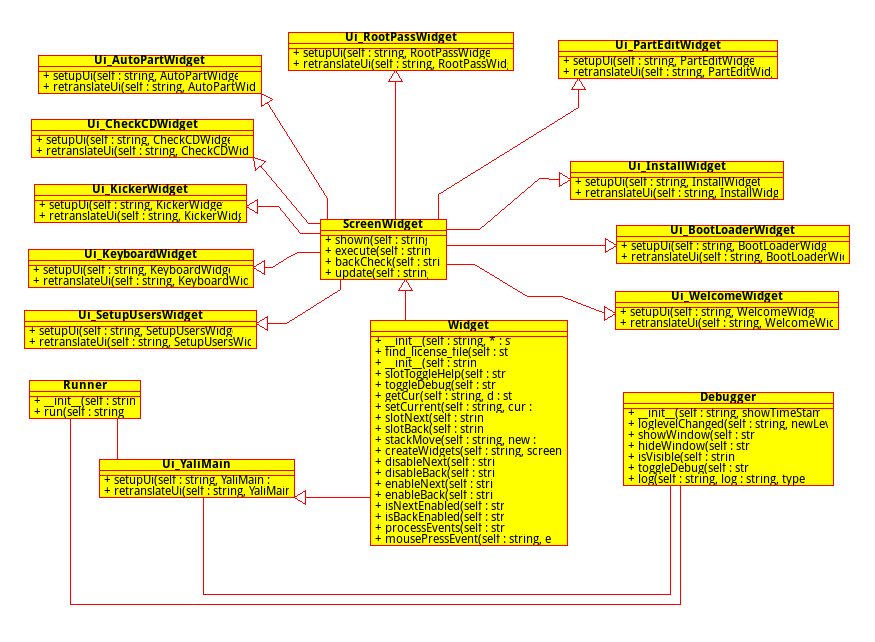 Ui_RootPassWidget
+ setupUi(self : string, RootPassWidge
+ retranslateUi(self : string, RootPassWid
Ui_PartEditWidget
+ setupUi(self : string, PartEditWidge
+ retranslateUi(self : string, PartEditWid
Ui_AutoPartWidget
+ setupUi(self : string, AutoPartWidge
+ retranslateUi(self : string, AutoPartWid
Ui_CheckCDWidget
+ setupUi(self : string, CheckCDWidge
+ retranslateUi(self : string, CheckCDWid
Ui_InstallWidget
+ setupUi(self : string, InstallWidget
+ retranslateUi(self : string, InstallWidg
Ui_KickerWidget
+ setupUi(self : string, KickerWidget
+ retranslateUi(self : string, KickerWidg
ScreenWidget
+ shown(self : string
+ execute(self : strin
+ backCheck(self : stri
+ update(self : string
Ui_BootLoaderWidget
+ setupUi(self : string, BootLoaderWidg
+ retranslateUi(self : string, BootLoaderWi
Ui_KeyboardWidget
+ setupUi(self : string, KeyboardWidge
+ retranslateUi(self : string, KeyboardWid
Ui_WelcomeWidget
+ setupUi(self : string, WelcomeWidg
+ retranslateUi(self : string, WelcomeWid
Ui_SetupUsersWidget
+ setupUi(self : string, SetupUsersWidg
+ retranslateUi(self : string, SetupUsersWid
Widget
+ __init__(self : string, * : s
+ find_license_file(self : st
+ __init__(self : strin
+ slotToggleHelp(self : str
+ toggleDebug(self : str
+ getCur(self : string, d : st
+ setCurrent(self : string, cur :
+ slotNext(self : strin
+ slotBack(self : strin
+ stackMove(self : string, new :
+ createWidgets(self : string, screen
+ disableNext(self : stri
+ disableBack(self : stri
+ enableNext(self : stri
+ enableBack(self : stri
+ isNextEnabled(self : str
+ isBackEnabled(self : str
+ processEvents(self : str
+ mousePressEvent(self : string, e
Runner
+ __init__(self : strin
+ run(self : string
Debugger
+ __init__(self : string, showTimeStam
+ loglevelChanged(self : string, newLev
+ showWindow(self : str
+ hideWindow(self : str
+ isVisible(self : strin
+ toggleDebug(self : str
+ log(self : string, log : string, type
Ui_YaliMain
+ setupUi(self : string, YaliMain :
+ retranslateUi(self : string, YaliMain